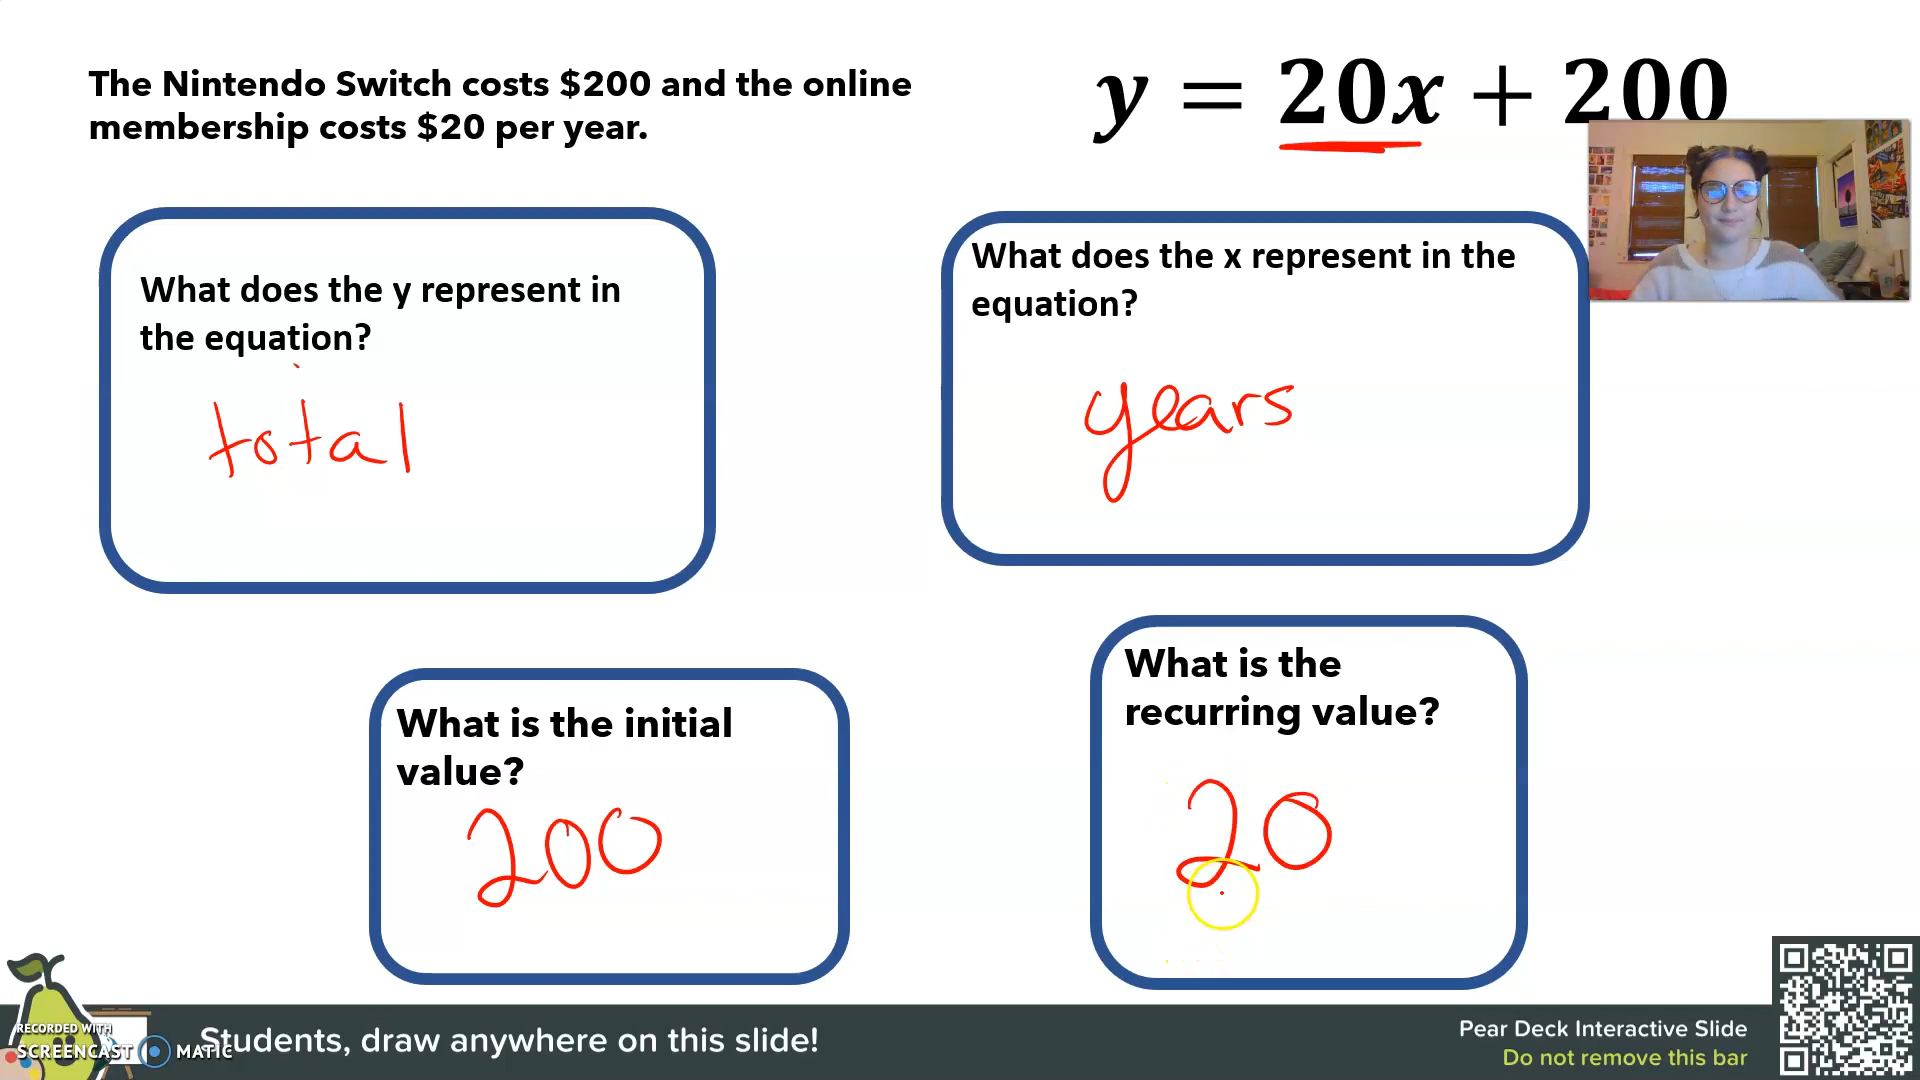 The Nintendo Switch costs $200 and the online
membership costs $20 per year.
y = 20x + 200
What does the y represent in
the equation?
total
What does the x represent in the
equation?
years
What is the initial
value?
200
What is the
recurring value?
20
RECORDED WITH
SCREENCAST MATIC
Students, draw anywhere on this slide!
Pear Deck Interactive Slide
Do not remove this bar